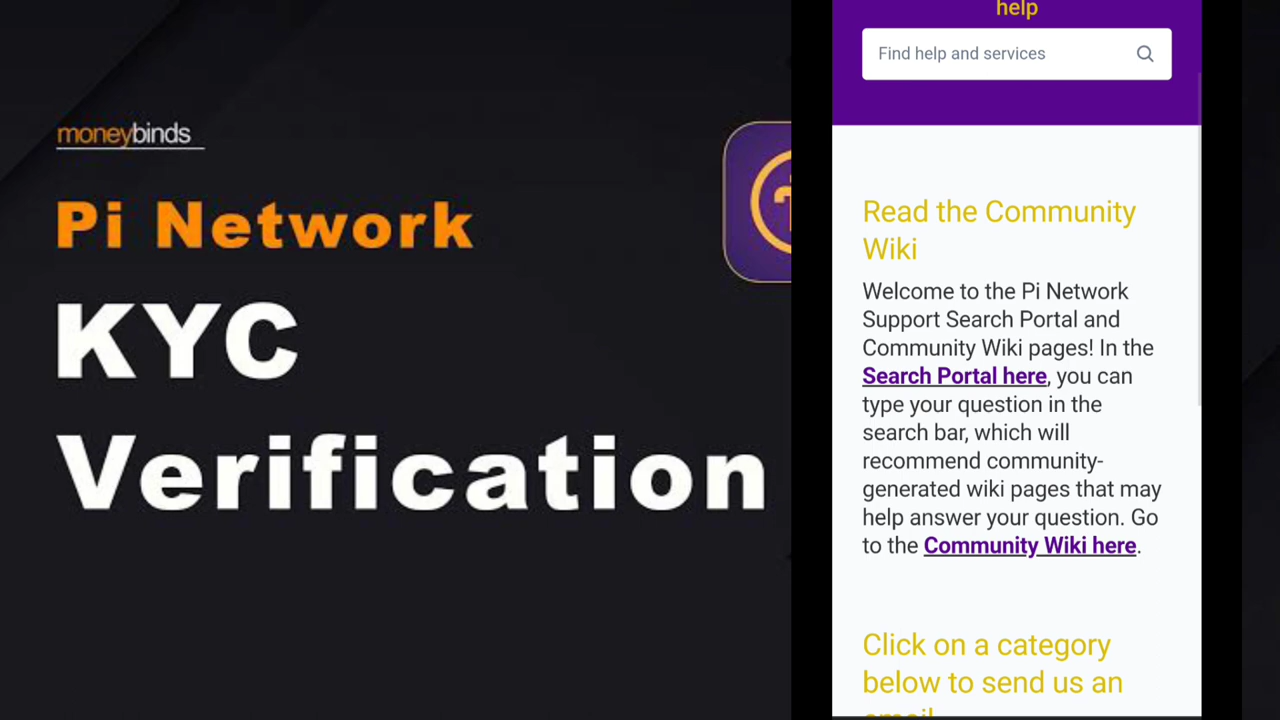 moneybinds
Pi Network
KYC
Verification
help
Find help and services
Read the Community
Wiki
Welcome to the Pi Network
Support Search Portal and
Community Wiki pages! In the
Search Portal here, you can
type your question in the
search bar, which will
recommend community-
generated wiki pages that may
help answer your question. Go
to the Community Wiki here.
Click on a category
below to send us an